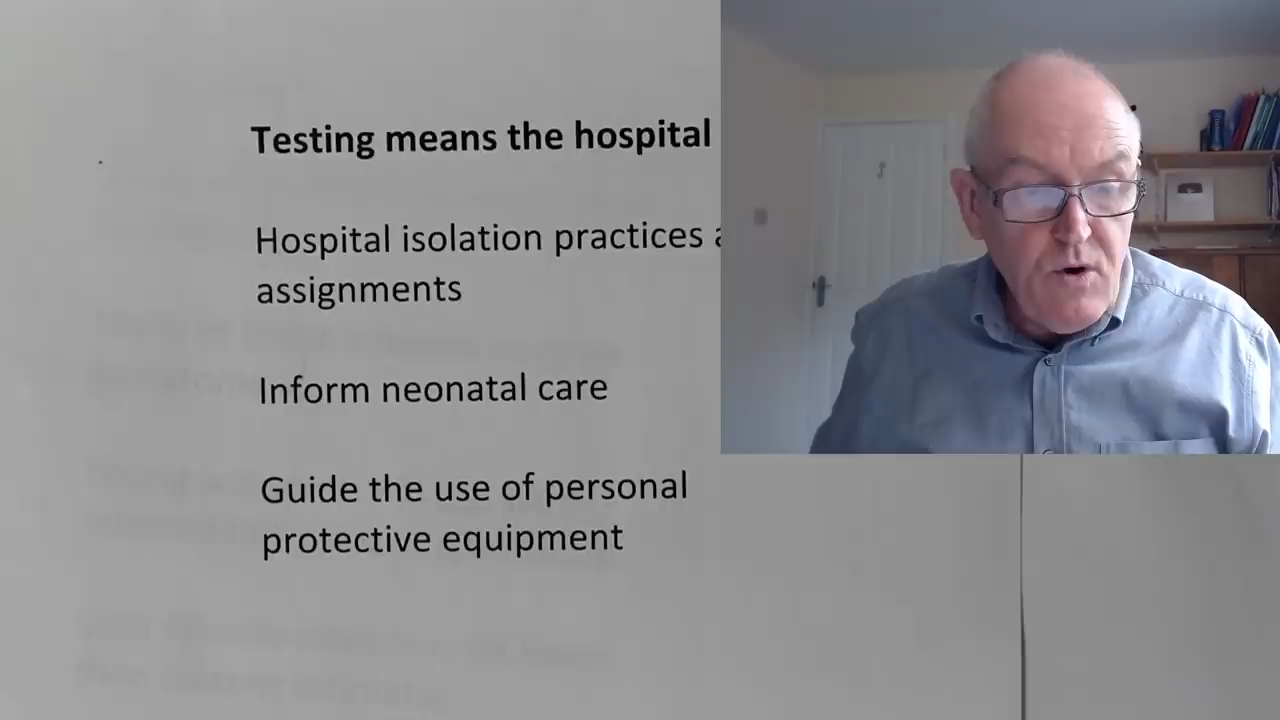 Testing means the hospital
Hospital isolation practices
assignments
Inform neonatal care
Guide the use of personal
protective equipment